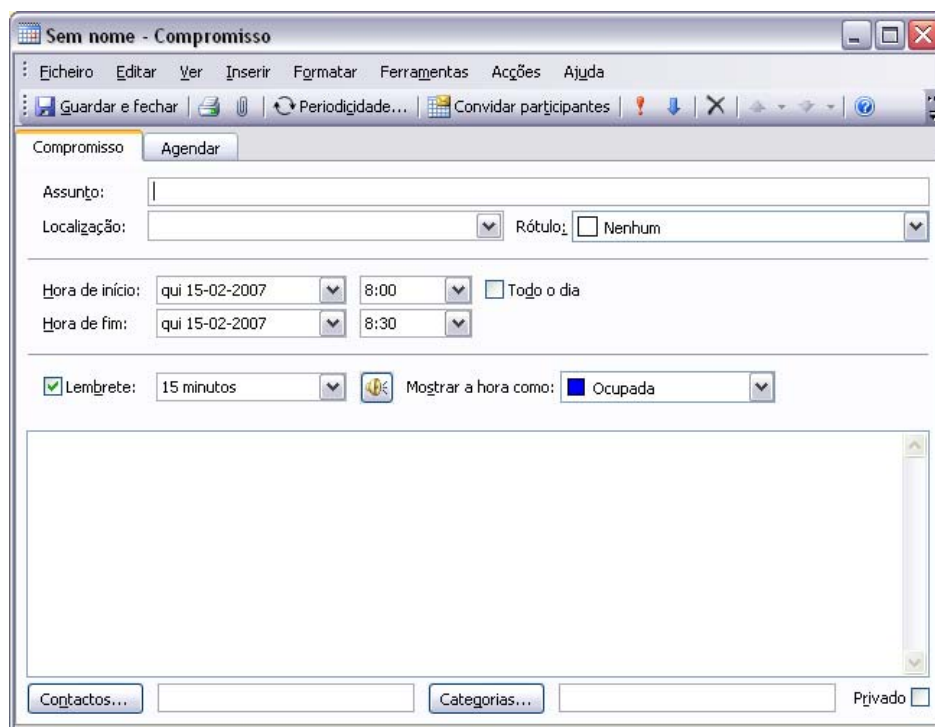 Sem nome - Compromisso
Ficheiro Editar Ver Inserir Formatar Ferramentas Acções Ajuda
Guardar e fechar Periodicidade... Convidar participantes
Compromisso Agendar
Assunto:
Localização: Rótulo: Nenhum
Hora de início: qui 15-02-2007 8:00 Todo o dia
Hora de fim: qui 15-02-2007 8:30
Lembrete: 15 minutos Mostrar a hora como: Ocupada
Contactos... Categorias... Privado